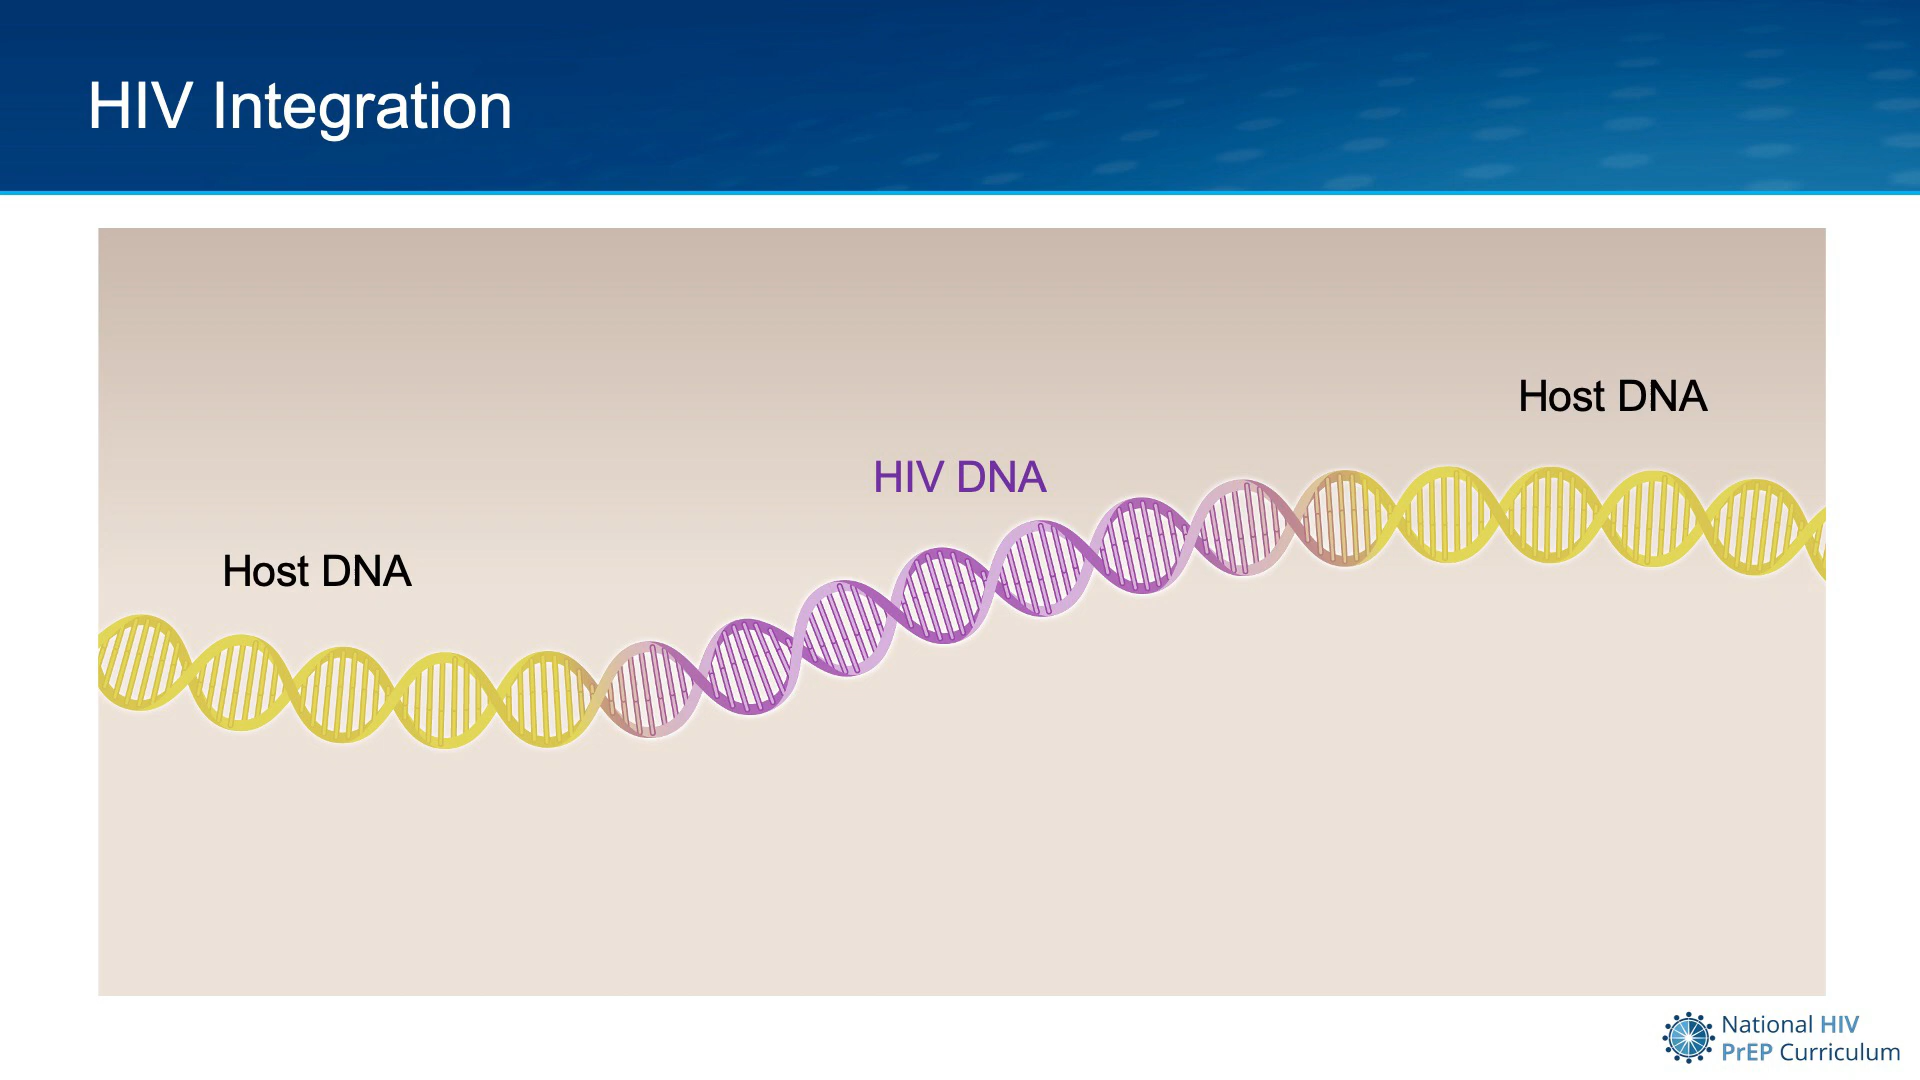 HIV Integration
Host DNA
HIV DNA
Host DNA
National HIV
PrEP Curriculum